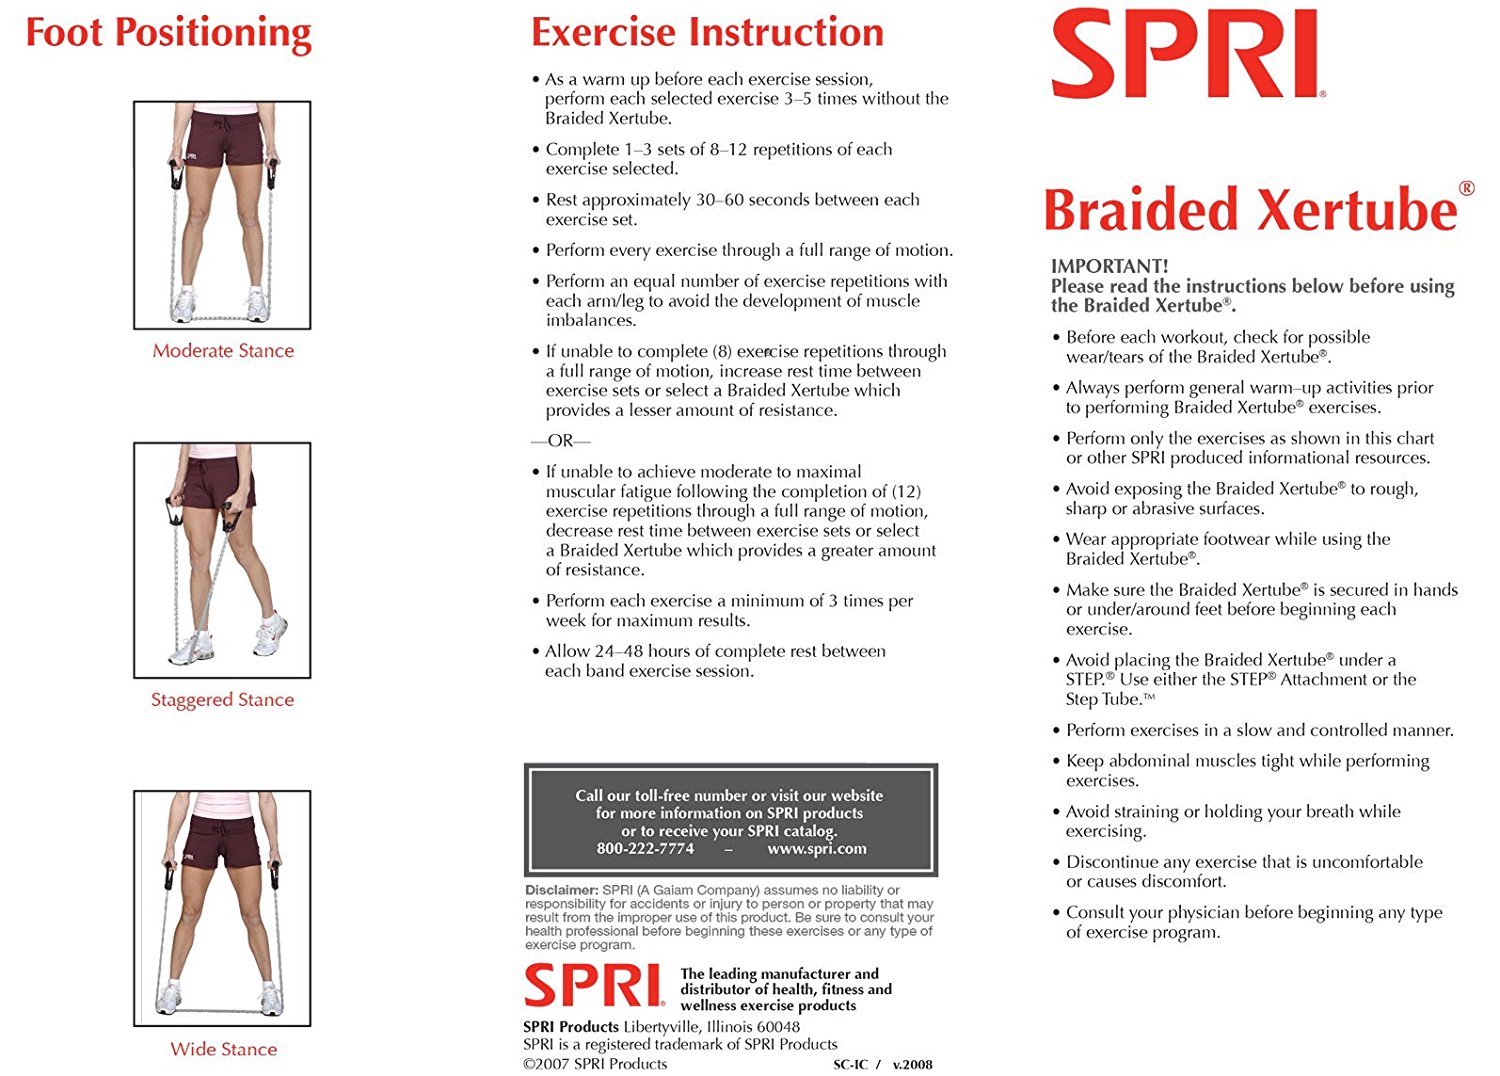 Foot Positioning
Moderate Stance
Staggered Stance
Wide Stance
Exercise Instruction
• As a warm up before each exercise session,
perform each selected exercise 3–5 times without the
Braided Xertube.
• Complete 1–3 sets of 8–12 repetitions of each
exercise selected.
• Rest approximately 30–60 seconds between each
exercise set.
• Perform every exercise through a full range of motion.
• Perform an equal number of exercise repetitions with
each arm/leg to avoid the development of muscle
imbalances.
• If unable to complete (8) exercise repetitions through
a full range of motion, increase rest time between
exercise sets or select a Braided Xertube which
provides a lesser amount of resistance.
—OR—
• If unable to achieve moderate to maximal
muscular fatigue following the completion of (12)
exercise repetitions through a full range of motion,
decrease rest time between exercise sets or select
a Braided Xertube which provides a greater amount
of resistance.
• Perform each exercise a minimum of 3 times per
week for maximum results.
• Allow 24–48 hours of complete rest between
each band exercise session.
Call our toll-free number or visit our website
for more information on SPRI products
or to receive your SPRI catalog.
800-222-7774 – www.spri.com
Disclaimer: SPRI (A Gaiam Company) assumes no liability or
responsibility for accidents or injury to person or property that may
result from the improper use of this product. Be sure to consult your
health professional before beginning these exercises or any type of
exercise program.
SPRI®
The leading manufacturer and
distributor of health, fitness and
wellness exercise products
SPRI Products Libertyville, Illinois 60048
SPRI is a registered trademark of SPRI Products
©2007 SPRI Products SC-IC / v.2008
SPRI®
Braided Xertube®
IMPORTANT!
Please read the instructions below before using
the Braided Xertube®.
• Before each workout, check for possible
wear/tears of the Braided Xertube®.
• Always perform general warm–up activities prior
to performing Braided Xertube® exercises.
• Perform only the exercises as shown in this chart
or other SPRI produced informational resources.
• Avoid exposing the Braided Xertube® to rough,
sharp or abrasive surfaces.
• Wear appropriate footwear while using the
Braided Xertube®.
• Make sure the Braided Xertube® is secured in hands
or under/around feet before beginning each
exercise.
• Avoid placing the Braided Xertube® under a
STEP.® Use either the STEP® Attachment or the
Step Tube.™
• Perform exercises in a slow and controlled manner.
• Keep abdominal muscles tight while performing
exercises.
• Avoid straining or holding your breath while
exercising.
• Discontinue any exercise that is uncomfortable
or causes discomfort.
• Consult your physician before beginning any type
of exercise program.
SPRI
SPRI